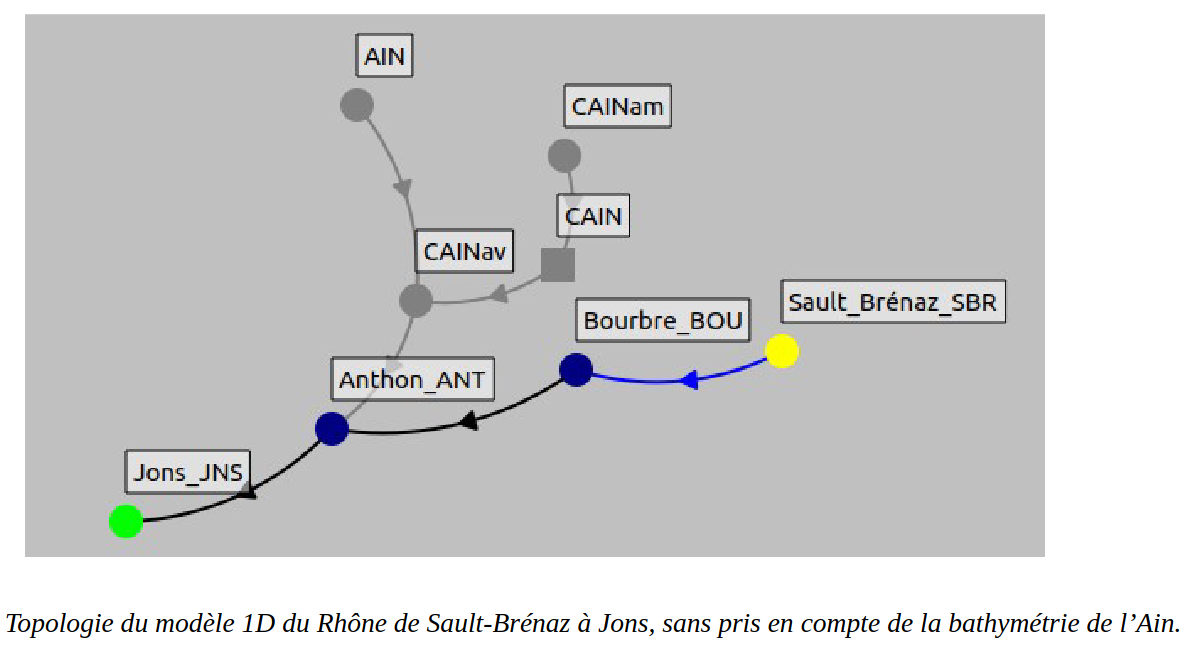 AIN
CAINam
CAIN
CAINav
Sault_Brénaz_SBR
Bourbre_BOU
Anthon_ANT
Jons_JNS
Topologie du modèle 1D du Rhône de Sault-Brénaz à Jons, sans pris en compte de la bathymétrie de l’Ain.